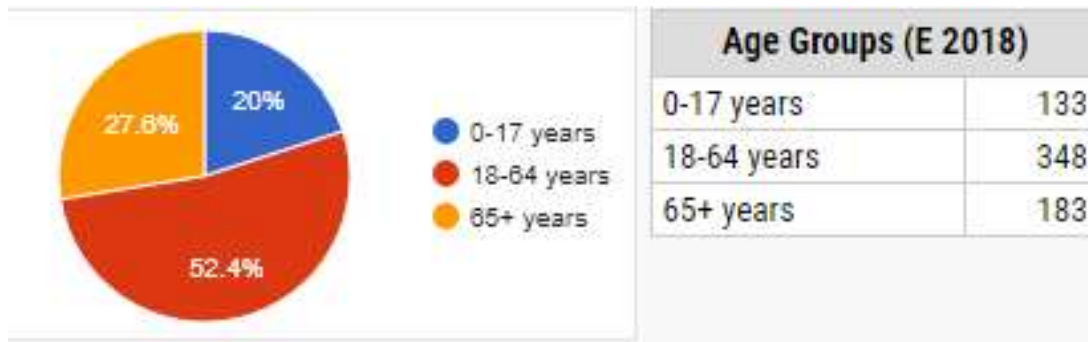 20%
27.6%
52.4%
0-17 years
18-64 years
65+ years
Age Groups (E 2018)
0-17 years 133
18-64 years 348
65+ years 183